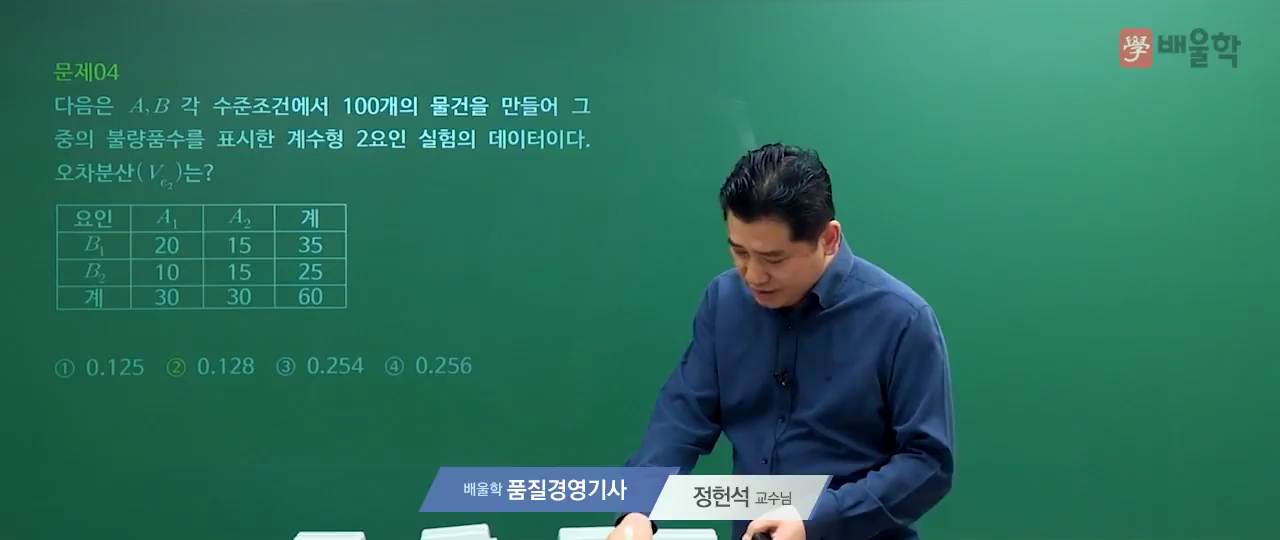 學 배울학
문제04
다음은 A, B 각 수준조건에서 100개의 물건을 만들어 그
중의 불량품수를 표시한 계수형 2요인 실험의 데이터이다.
오차분산(V_{e_2})는?
요인 A₁ A₂ 계
B₁ 20 15 35
B₂ 10 15 25
계 30 30 60
① 0.125 ② 0.128 ③ 0.254 ④ 0.256
배울학 품질경영기사
정헌석 교수님